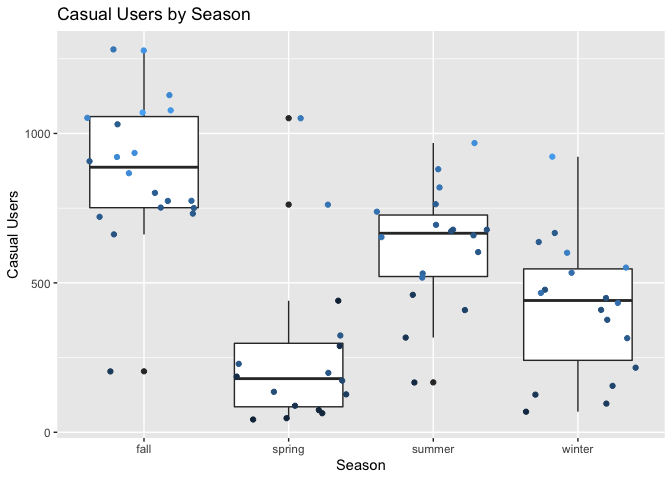 Casual Users by Season
Casual Users
1000
500
0
fall spring summer winter
Season